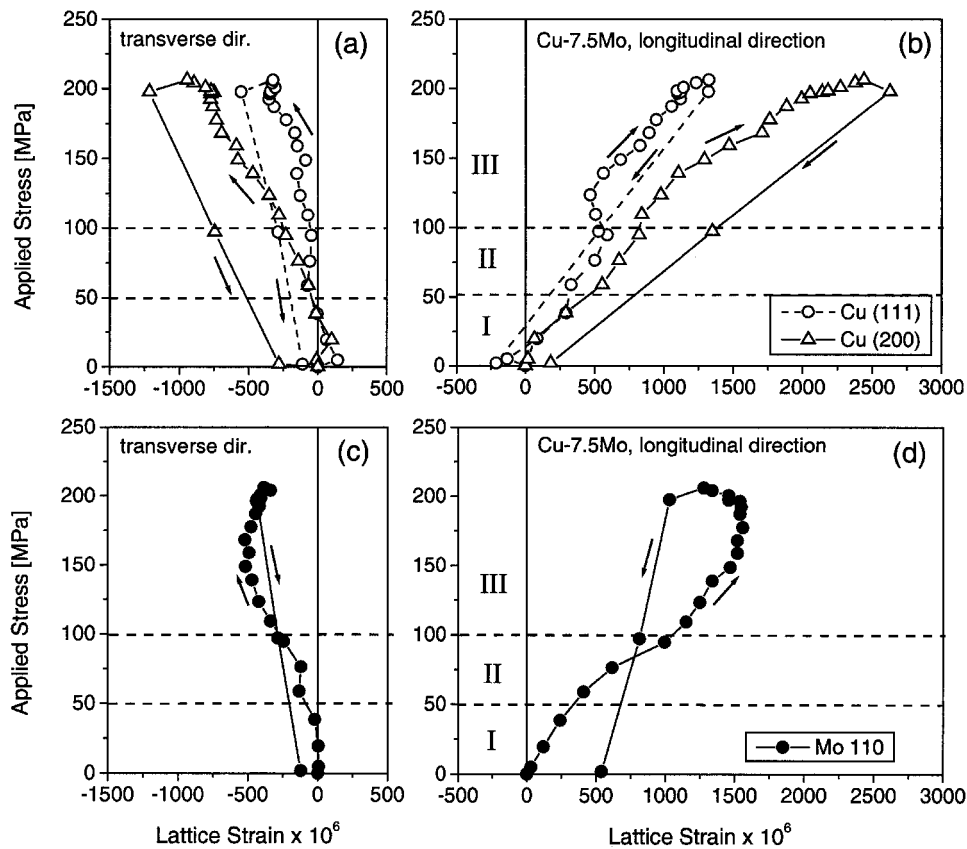 250
200
150
100
50
0
Applied Stress [MPa]
transverse dir.
(a)
-1500 -1000 -500 0 500
Cu-7.5Mo, longitudinal direction
(b)
III
II
I
Cu (111)
Cu (200)
-500 0 500 1000 1500 2000 2500 3000
250
200
150
100
50
0
Applied Stress [MPa]
transverse dir.
(c)
-1500 -1000 -500 0 500
Lattice Strain x 10⁶
Cu-7.5Mo, longitudinal direction
(d)
III
II
I
Mo 110
-500 0 500 1000 1500 2000 2500 3000
Lattice Strain x 10⁶